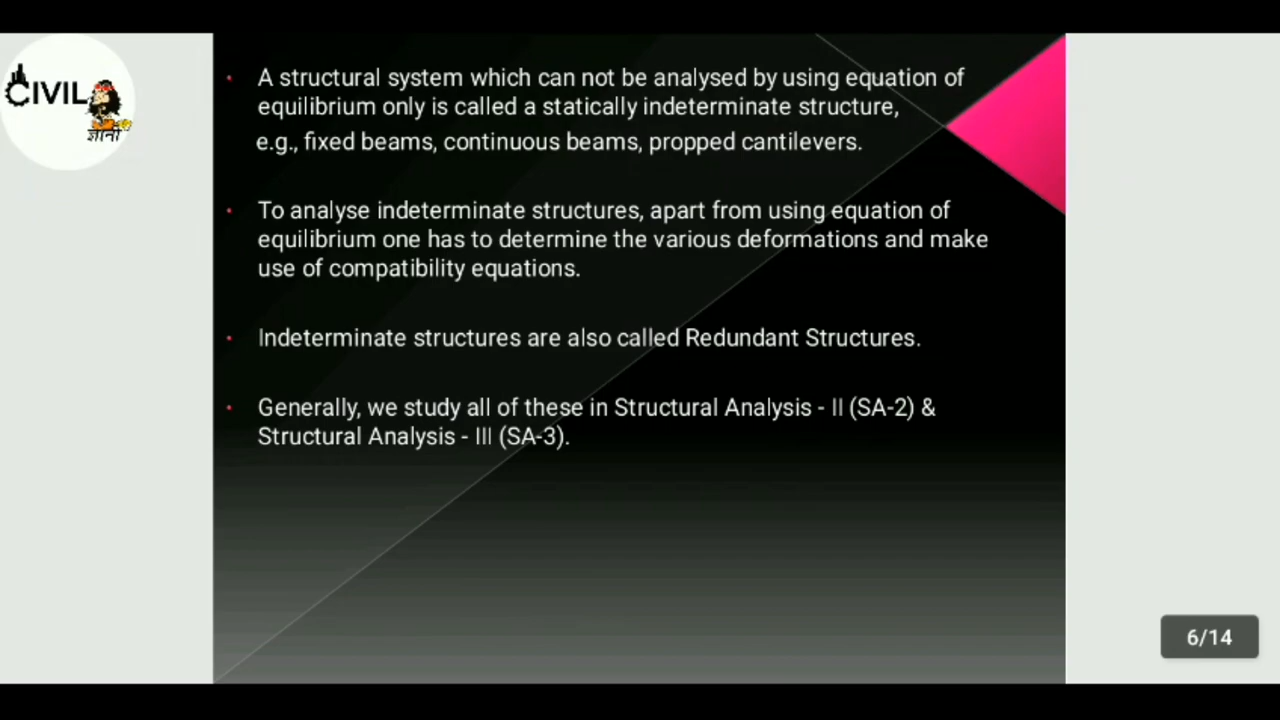 CIVIL
ज्ञानी
• A structural system which can not be analysed by using equation of
equilibrium only is called a statically indeterminate structure,
e.g., fixed beams, continuous beams, propped cantilevers.
• To analyse indeterminate structures, apart from using equation of
equilibrium one has to determine the various deformations and make
use of compatibility equations.
• Indeterminate structures are also called Redundant Structures.
• Generally, we study all of these in Structural Analysis - II (SA-2) &
Structural Analysis - III (SA-3).
6/14